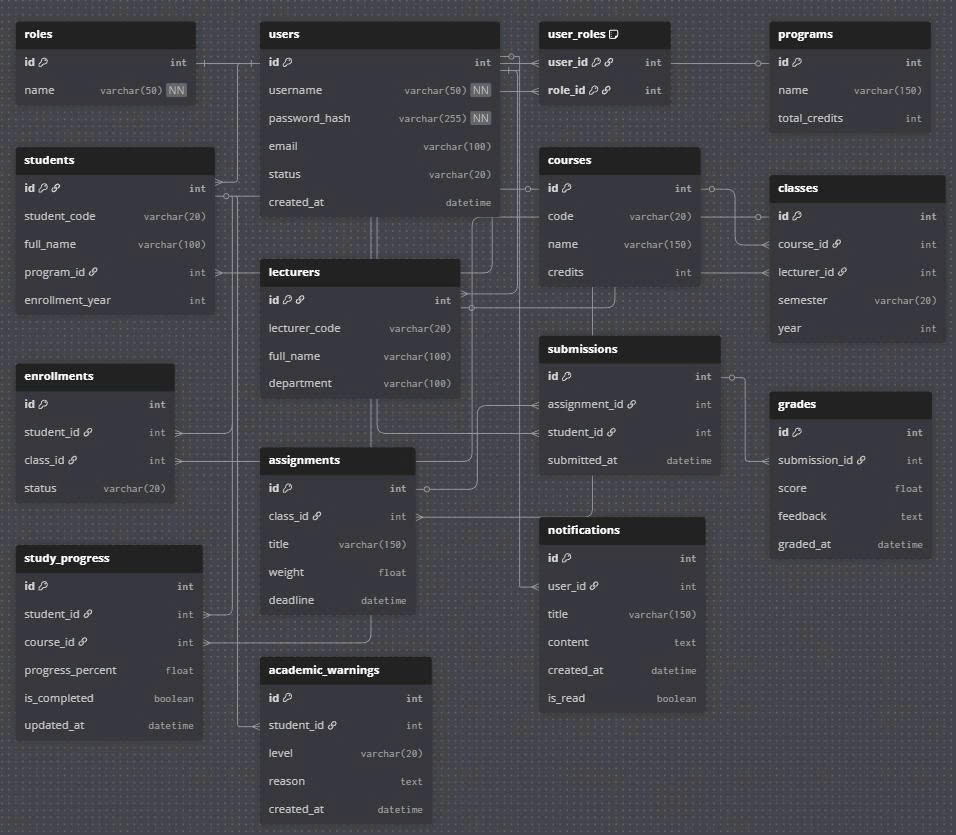 roles
id int
name varchar(50) NN
users
id int
username varchar(50) NN
password_hash varchar(255) NN
email varchar(100)
status varchar(20)
created_at datetime
user_roles
user_id int
role_id int
programs
id int
name varchar(150)
total_credits int
students
id int
student_code varchar(20)
full_name varchar(100)
program_id int
enrollment_year int
courses
id int
code varchar(20)
name varchar(150)
credits int
classes
id int
course_id int
lecturer_id int
semester varchar(20)
year int
lecturers
id int
lecturer_code varchar(20)
full_name varchar(100)
department varchar(100)
submissions
id int
assignment_id int
student_id int
submitted_at datetime
enrollments
id int
student_id int
class_id int
status varchar(20)
grades
id int
submission_id int
score float
feedback text
graded_at datetime
assignments
id int
class_id int
title varchar(150)
weight float
deadline datetime
notifications
id int
user_id int
title varchar(150)
content text
created_at datetime
is_read boolean
study_progress
id int
student_id int
course_id int
progress_percent float
is_completed boolean
updated_at datetime
academic_warnings
id int
student_id int
level varchar(20)
reason text
created_at datetime